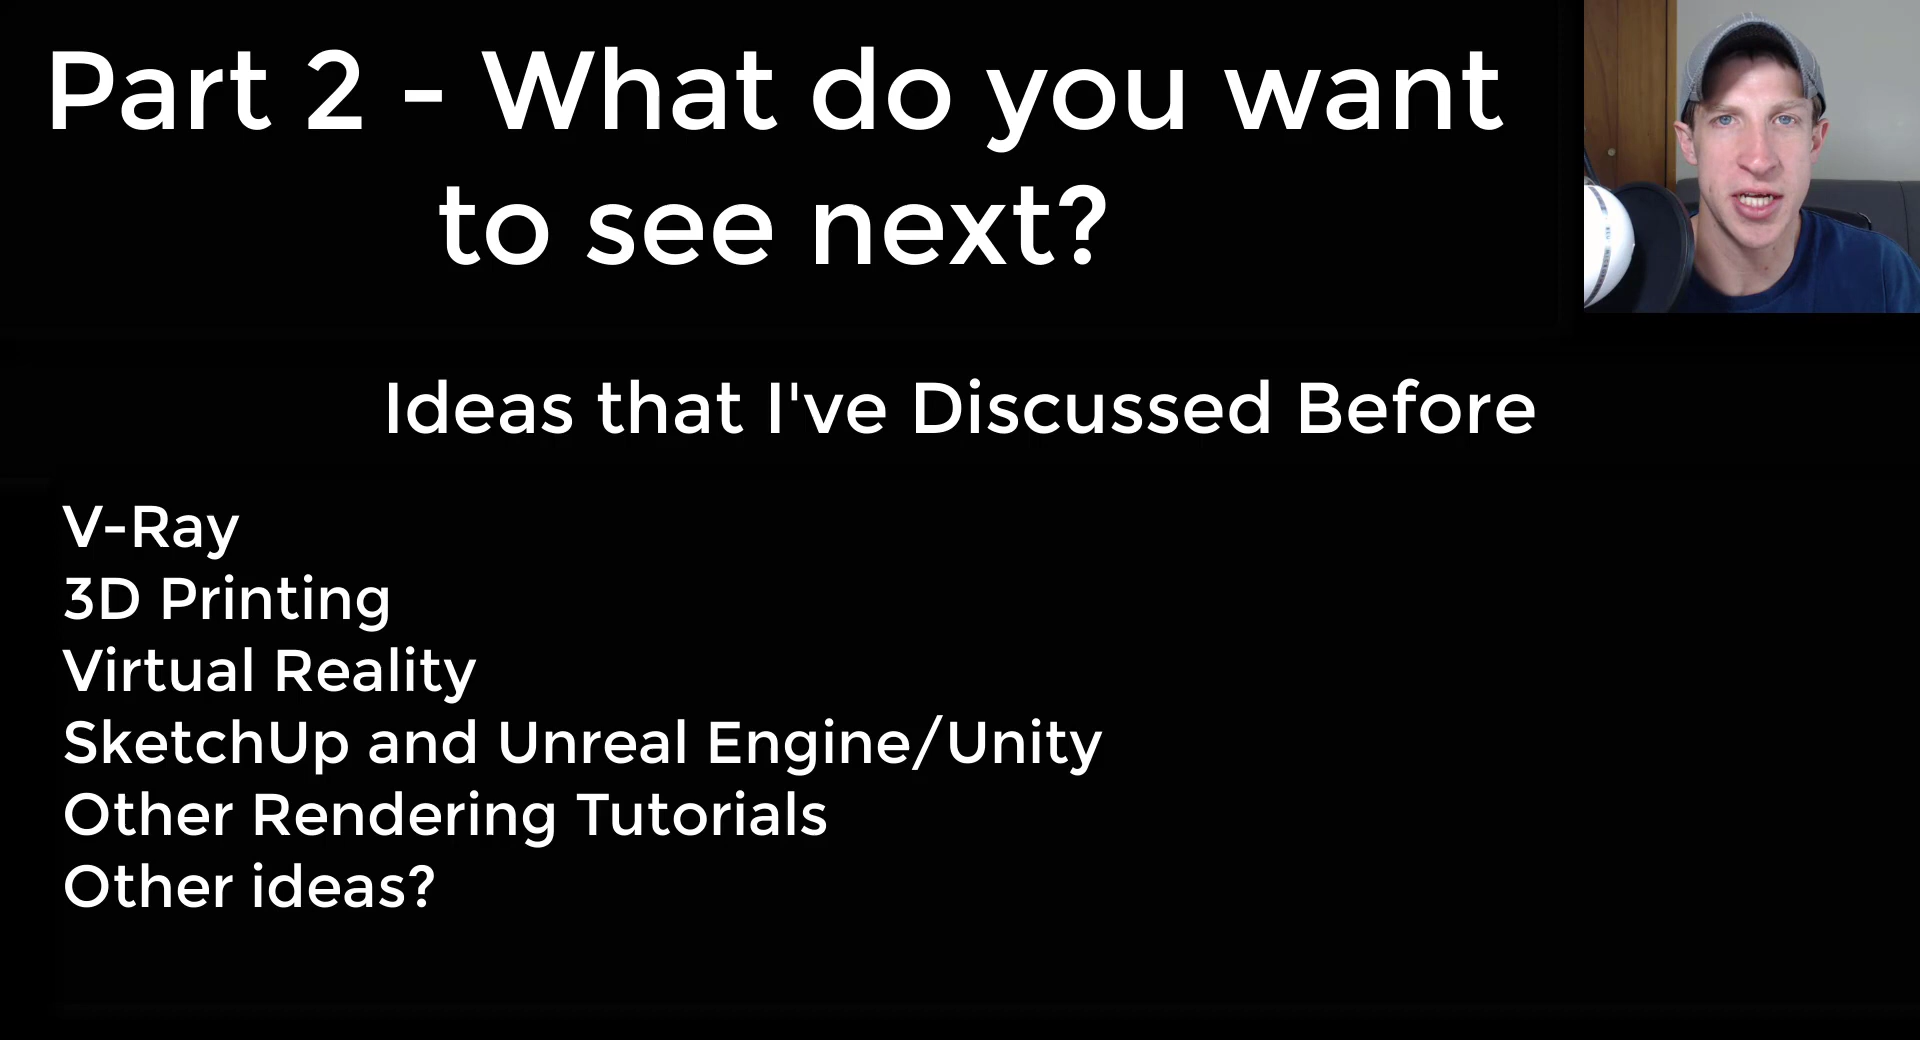 Part 2 - What do you want
to see next?
Ideas that I've Discussed Before
V-Ray
3D Printing
Virtual Reality
SketchUp and Unreal Engine/Unity
Other Rendering Tutorials
Other ideas?